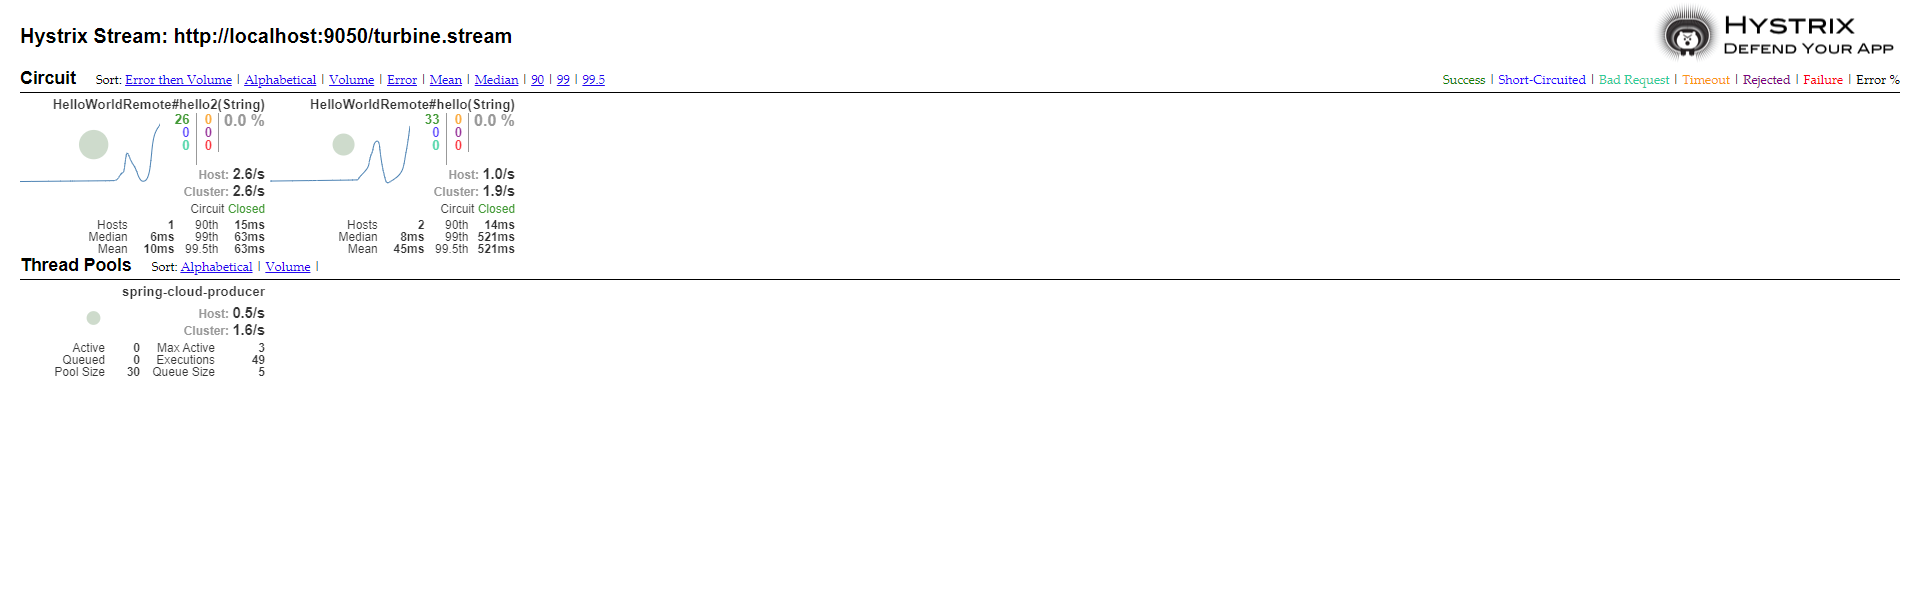 Hystrix Stream: http://localhost:9050/turbine.stream
HYSTRIX
DEFEND YOUR APP
Circuit Sort: Error then Volume | Alphabetical | Volume | Error | Mean | Median | 90 | 99 | 99.5
Success | Short-Circuited | Bad Request | Timeout | Rejected | Failure | Error %
HelloWorldRemote#hello2(String)
26 0 0.0 %
0 0
0 0
Host: 2.6/s
Cluster: 2.6/s
Circuit Closed
Hosts 1 90th 15ms
Median 6ms 99th 63ms
Mean 10ms 99.5th 63ms
HelloWorldRemote#hello(String)
33 0 0.0 %
0 0
0 0
Host: 1.0/s
Cluster: 1.9/s
Circuit Closed
Hosts 2 90th 14ms
Median 8ms 99th 521ms
Mean 45ms 99.5th 521ms
Thread Pools Sort: Alphabetical | Volume |
spring-cloud-producer
Host: 0.5/s
Cluster: 1.6/s
Active 0 Max Active 3
Queued 0 Executions 49
Pool Size 30 Queue Size 5